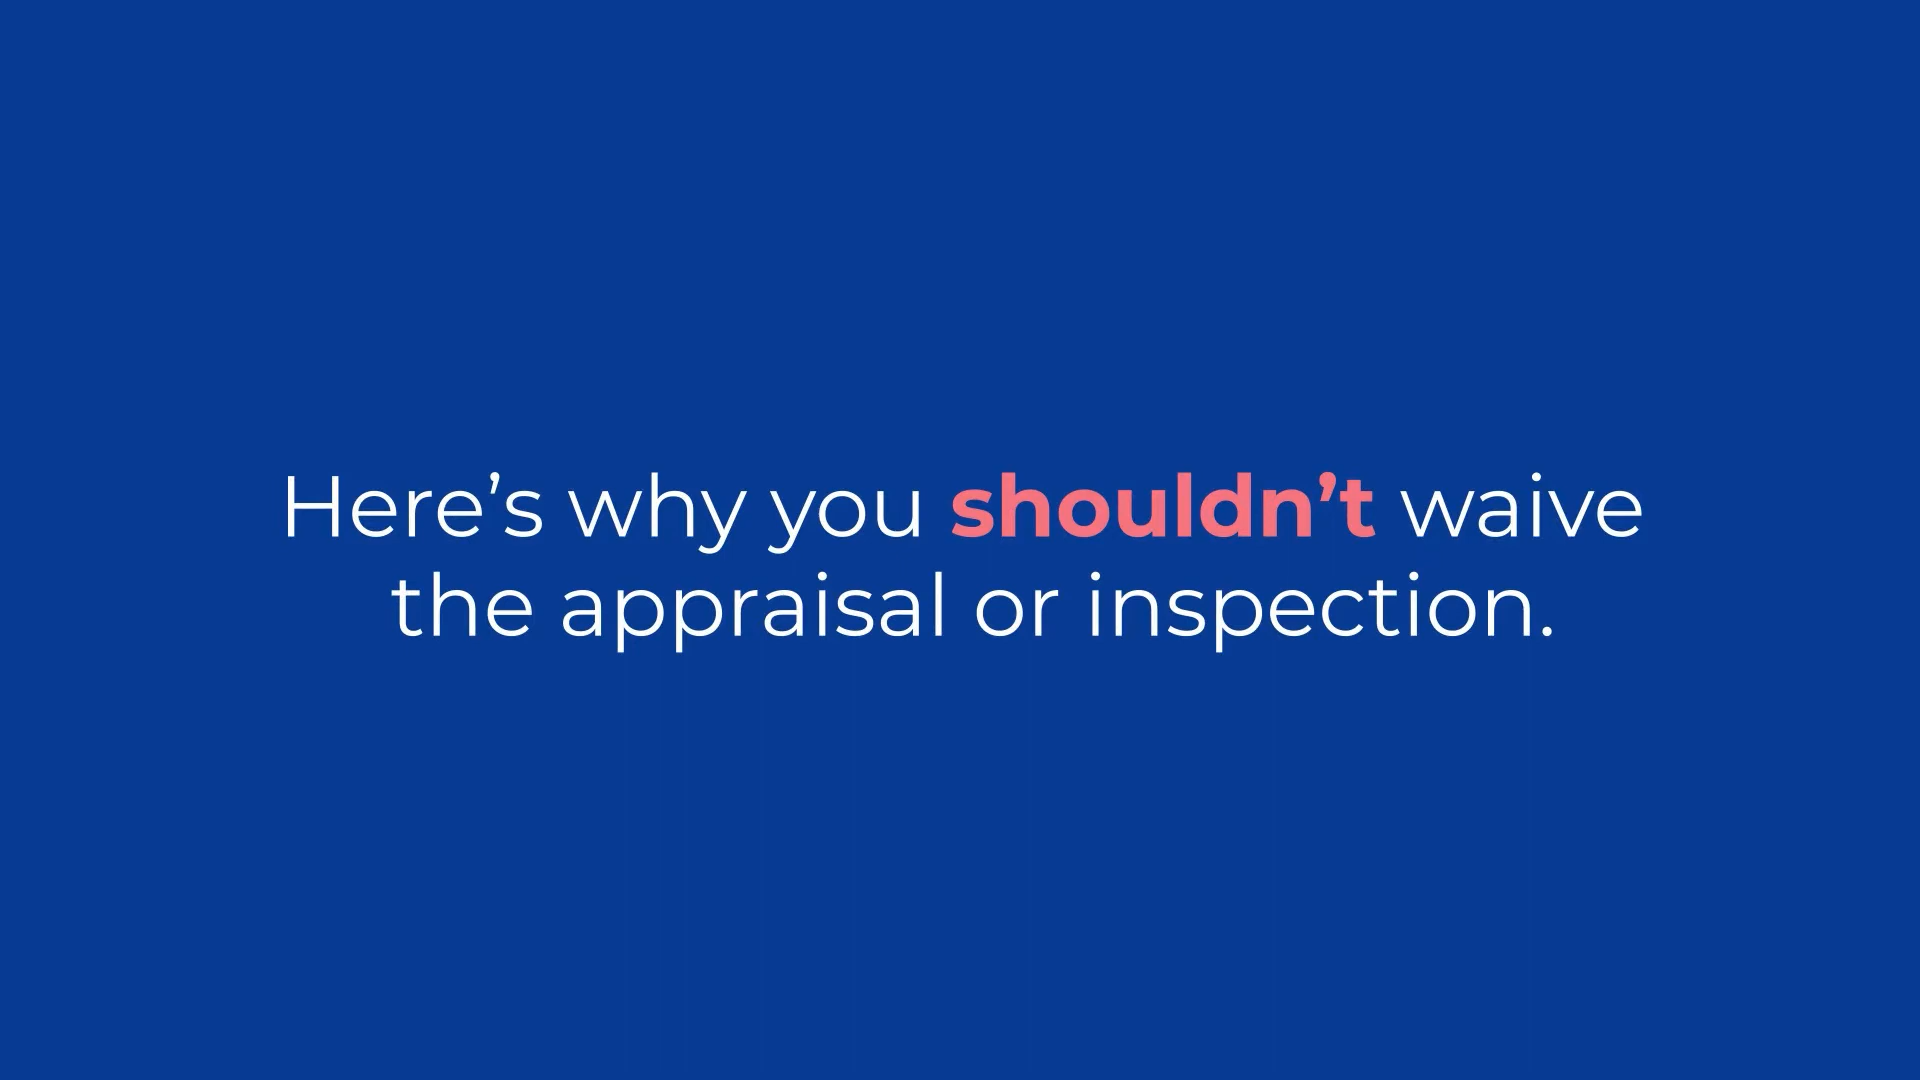 Here’s why you shouldn’t waive
the appraisal or inspection.